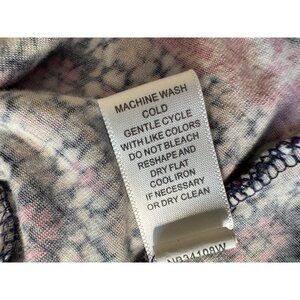 MACHINE WASH
COLD
GENTLE CYCLE
WITH LIKE COLORS
DO NOT BLEACH
RESHAPE AND
DRY FLAT
COOL IRON
IF NECESSARY
OR DRY CLEAN
NB34108W